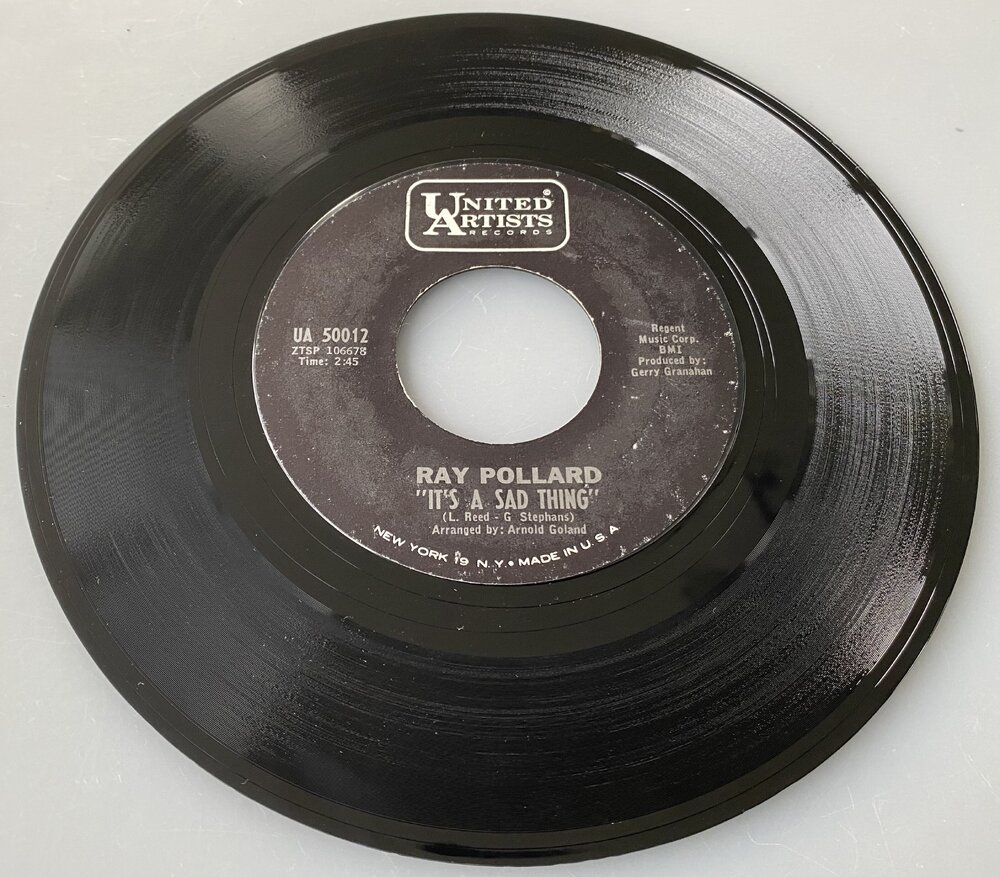 UNITED
ARTISTS
RECORDS
UA 50012
ZTSP 106678
Time: 2:45
Regent
Music Corp.
BMI
Produced by:
Gerry Granahan
RAY POLLARD
"IT'S A SAD THING"
(L. Reed - G Stephans)
Arranged by: Arnold Goland
NEW YORK 19 N.Y. • MADE IN U.S.A.